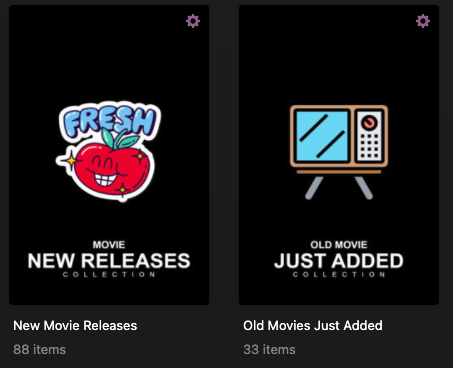 FRESH
MOVIE
NEW RELEASES
COLLECTION
New Movie Releases
88 items
OLD MOVIE
JUST ADDED
COLLECTION
Old Movies Just Added
33 items